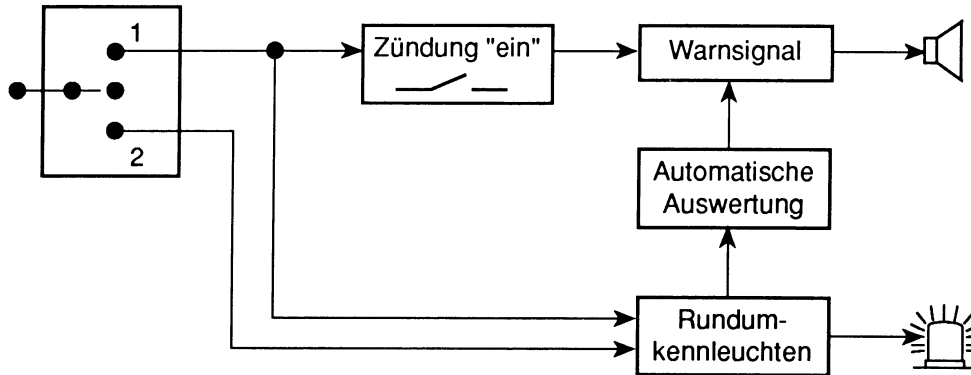 1
Zündung "ein"
Warnsignal
2
Automatische
Auswertung
Rundum-
kennleuchten